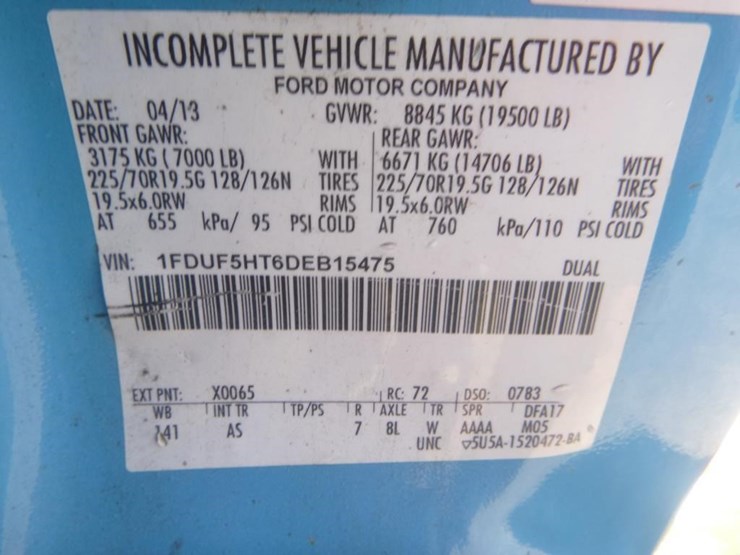 INCOMPLETE VEHICLE MANUFACTURED BY
FORD MOTOR COMPANY
DATE: 04/13 GVWR: 8845 KG (19500 LB)
FRONT GAWR: REAR GAWR:
3175 KG ( 7000 LB) WITH 6671 KG (14706 LB) WITH
225/70R19.5G 128/126N TIRES 225/70R19.5G 128/126N TIRES
19.5x6.0RW RIMS 19.5x6.0RW RIMS
AT 655 kPa/ 95 PSI COLD AT 760 kPa/110 PSI COLD
VIN: 1FDUF5HT6DEB15475 DUAL
EXT PNT: X0065 RC: 72 DSO: 0783
WB INT TR TP/PS R AXLE TR SPR DFA17
141 AS 7 8L W AAAA M05
UNC ▽5U5A-1520472-BA